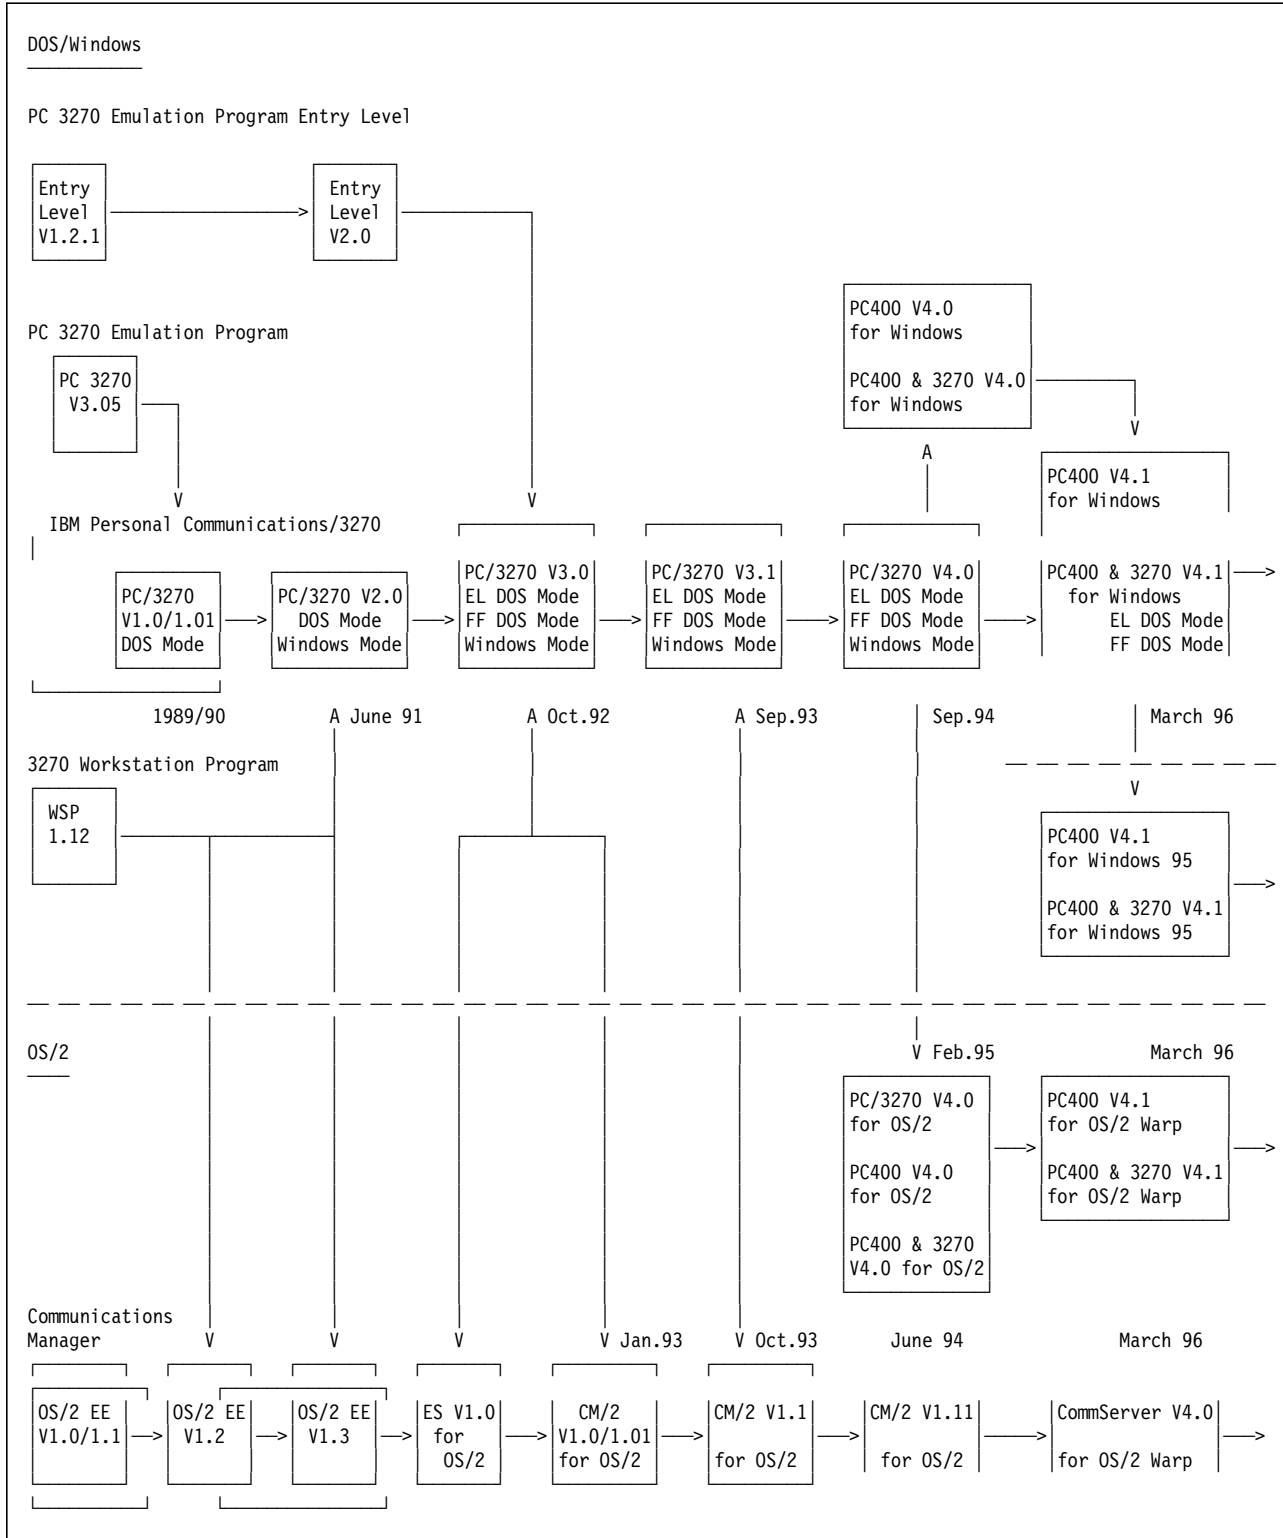 DOS/Windows
PC 3270 Emulation Program Entry Level
Entry
Level
V1.2.1
Entry
Level
V2.0
PC400 V4.0
for Windows
PC400 & 3270 V4.0
for Windows
PC 3270 Emulation Program
PC 3270
V3.05
V
A
V
PC400 V4.1
for Windows
V
IBM Personal Communications/3270
PC/3270
V1.0/1.01
DOS Mode
PC/3270 V2.0
DOS Mode
Windows Mode
PC/3270 V3.0
EL DOS Mode
FF DOS Mode
Windows Mode
PC/3270 V3.1
EL DOS Mode
FF DOS Mode
Windows Mode
PC/3270 V4.0
EL DOS Mode
FF DOS Mode
Windows Mode
PC400 & 3270 V4.1
for Windows
EL DOS Mode
FF DOS Mode
1989/90
A June 91
A Oct.92
A Sep.93
Sep.94
March 96
3270 Workstation Program
WSP
1.12
V
PC400 V4.1
for Windows 95
PC400 & 3270 V4.1
for Windows 95
OS/2
V Feb.95
March 96
PC/3270 V4.0
for OS/2
PC400 V4.0
for OS/2
PC400 & 3270
V4.0 for OS/2
PC400 V4.1
for OS/2 Warp
PC400 & 3270 V4.1
for OS/2 Warp
Communications
Manager
V
V
V
V Jan.93
V Oct.93
June 94
March 96
OS/2 EE
V1.0/1.1
OS/2 EE
V1.2
OS/2 EE
V1.3
ES V1.0
for
OS/2
CM/2
V1.0/1.01
for OS/2
CM/2 V1.1
for OS/2
CM/2 V1.11
for OS/2
CommServer V4.0
for OS/2 Warp